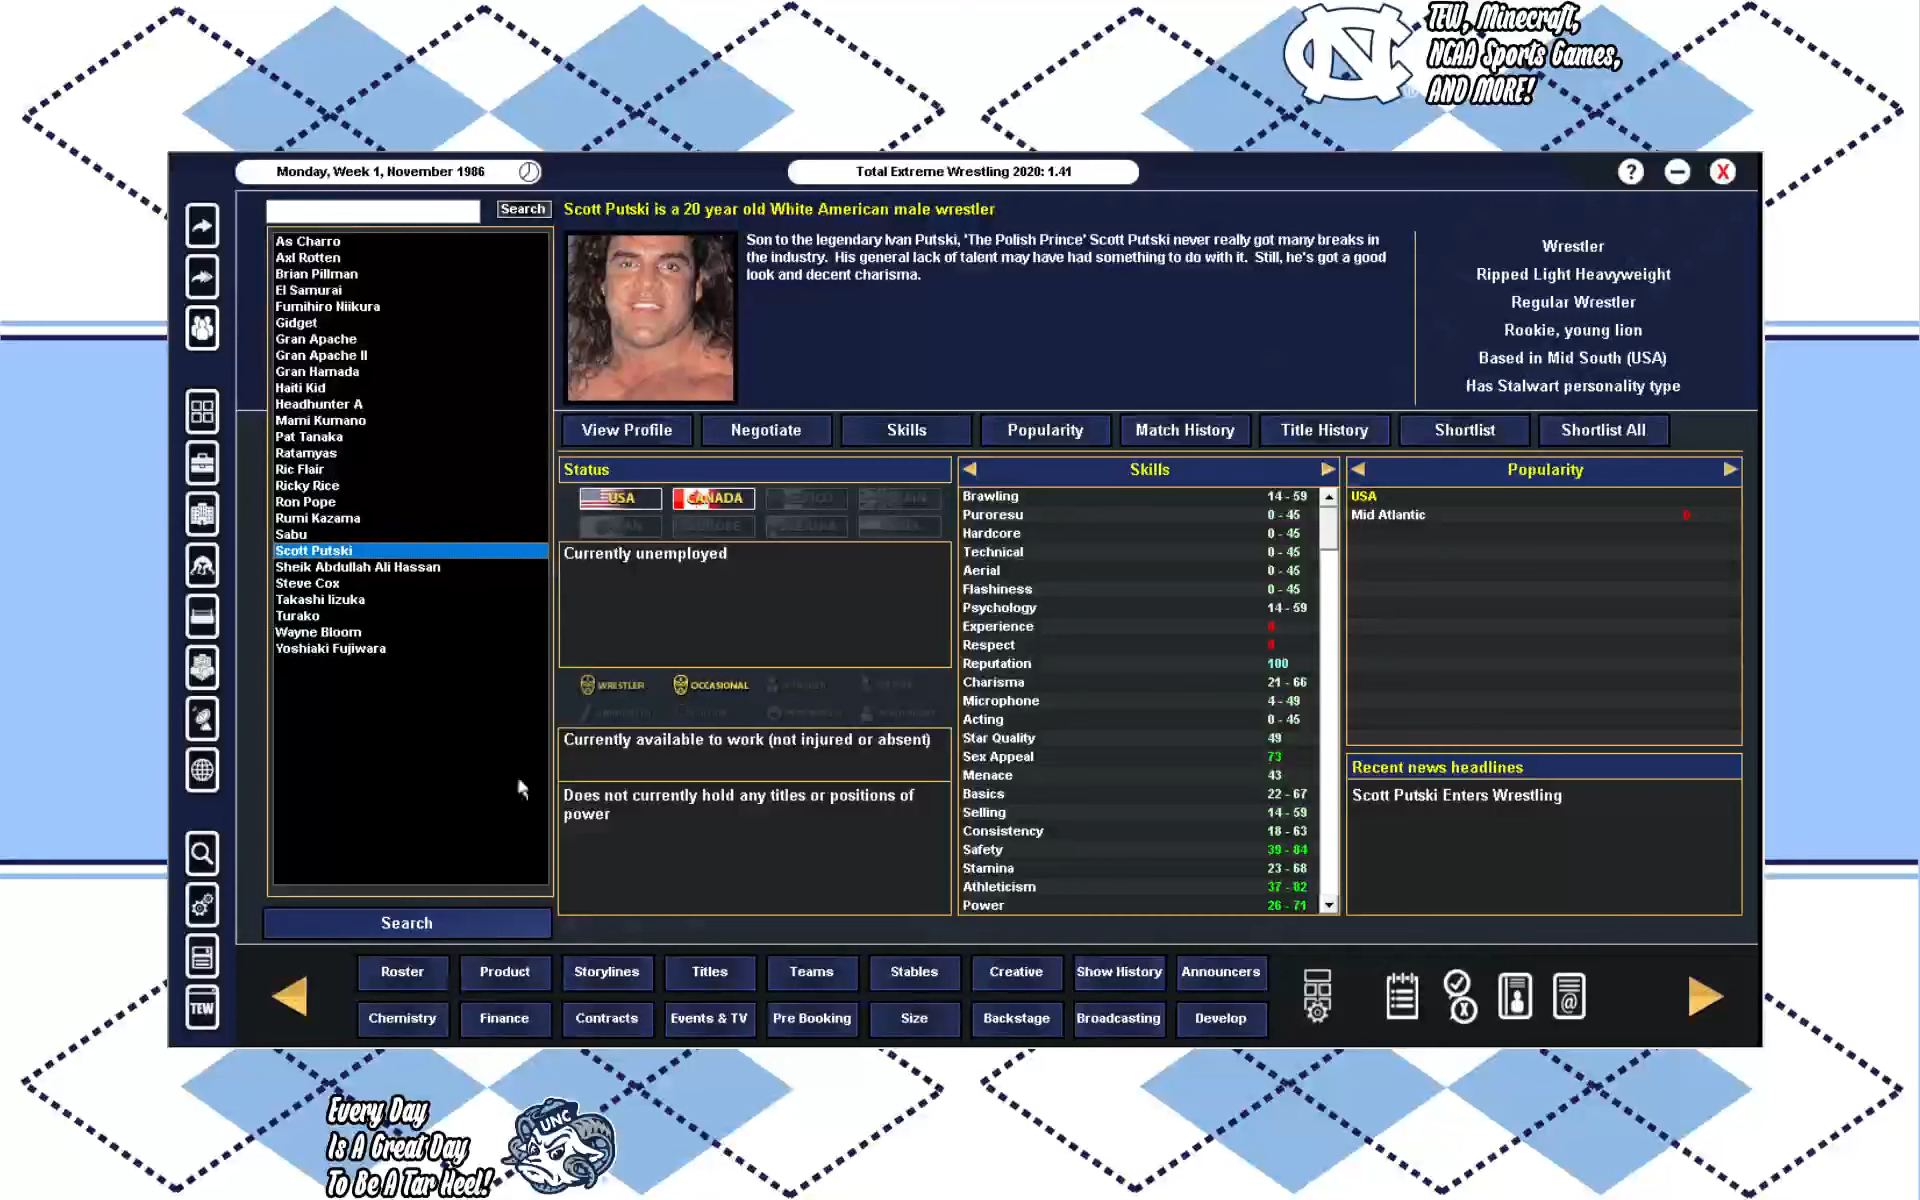 TEW, Minecraft,
NCAA Sports Games,
AND MORE!
NC
Monday, Week 1, November 1986
Total Extreme Wrestling 2020: 1.41
?
X
Search
Scott Putski is a 20 year old White American male wrestler
As Charro
Axl Rotten
Brian Pillman
El Samurai
Fumihiro Niikura
Gidget
Gran Apache
Gran Apache II
Gran Hamada
Haiti Kid
Headhunter A
Mami Kumano
Pat Tanaka
Ratamyas
Ric Flair
Ricky Rice
Ron Pope
Rumi Kazama
Sabu
Scott Putski
Sheik Abdullah Ali Hassan
Steve Cox
Takashi Iizuka
Turako
Wayne Bloom
Yoshiaki Fujiwara
Search
Son to the legendary Ivan Putski, 'The Polish Prince' Scott Putski never really got many breaks in
the industry. His general lack of talent may have had something to do with it. Still, he's got a good
look and decent charisma.
Wrestler
Ripped Light Heavyweight
Regular Wrestler
Rookie, young lion
Based in Mid South (USA)
Has Stalwart personality type
View Profile
Negotiate
Skills
Popularity
Match History
Title History
Shortlist
Shortlist All
Status
USA
CANADA
Currently unemployed
WRESTLER
OCCASIONAL
Currently available to work (not injured or absent)
Does not currently hold any titles or positions of
power
Skills
Brawling 14 - 59
Puroresu 0 - 45
Hardcore 0 - 45
Technical 0 - 45
Aerial 0 - 45
Flashiness 0 - 45
Psychology 14 - 59
Experience 0
Respect 0
Reputation 100
Charisma 21 - 66
Microphone 4 - 49
Acting 0 - 45
Star Quality 49
Sex Appeal 73
Menace 43
Basics 22 - 67
Selling 14 - 59
Consistency 18 - 63
Safety 39 - 84
Stamina 23 - 68
Athleticism 37 - 82
Power 26 - 71
Popularity
USA
Mid Atlantic 0
Recent news headlines
Scott Putski Enters Wrestling
TEW
Roster
Product
Storylines
Titles
Teams
Stables
Creative
Show History
Announcers
Chemistry
Finance
Contracts
Events & TV
Pre Booking
Size
Backstage
Broadcasting
Develop
Every Day
Is A Great Day
To Be A Tar Heel!
UNC